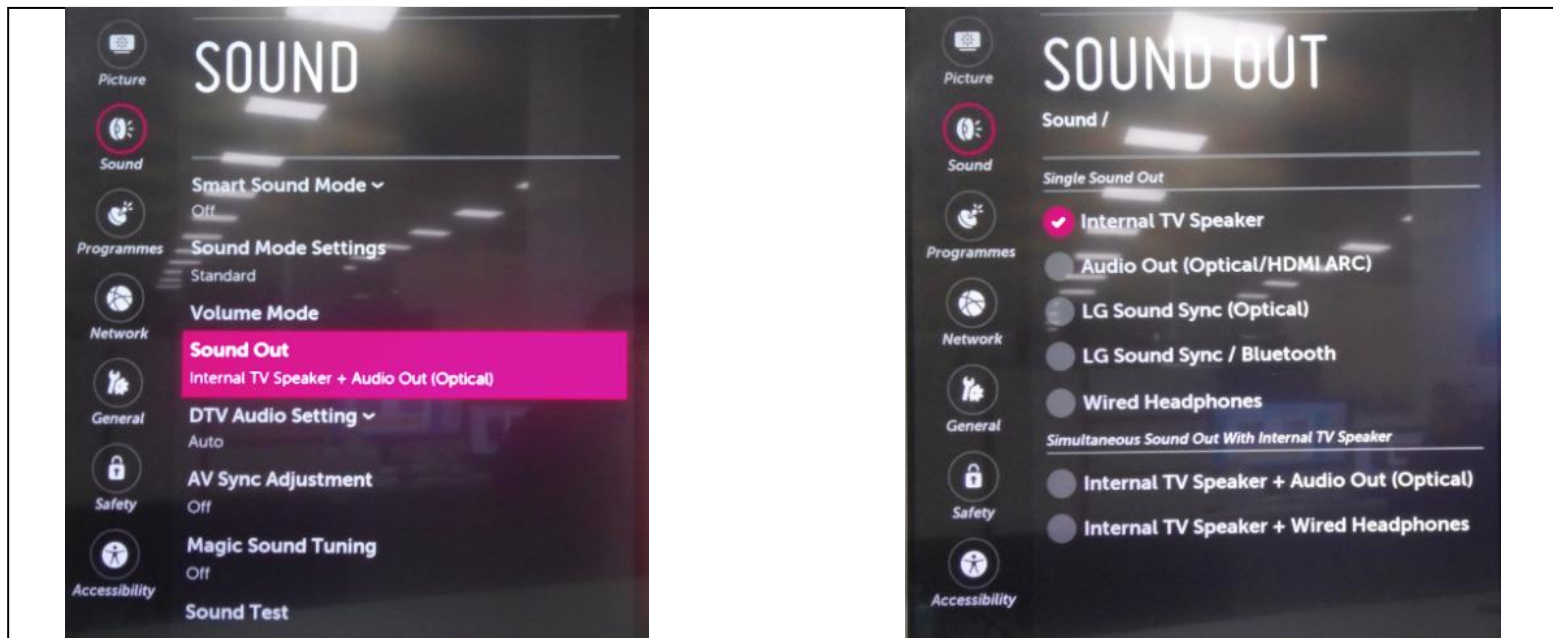 SOUND
Picture
Sound
Programmes
Network
General
Safety
Accessibility
Smart Sound Mode
Off
Sound Mode Settings
Standard
Volume Mode
Sound Out
Internal TV Speaker + Audio Out (Optical)
DTV Audio Setting
Auto
AV Sync Adjustment
Off
Magic Sound Tuning
Off
Sound Test
SOUND OUT
Picture
Sound
Programmes
Network
General
Safety
Accessibility
Sound /
Single Sound Out
Internal TV Speaker
Audio Out (Optical/HDMI ARC)
LG Sound Sync (Optical)
LG Sound Sync / Bluetooth
Wired Headphones
Simultaneous Sound Out With Internal TV Speaker
Internal TV Speaker + Audio Out (Optical)
Internal TV Speaker + Wired Headphones